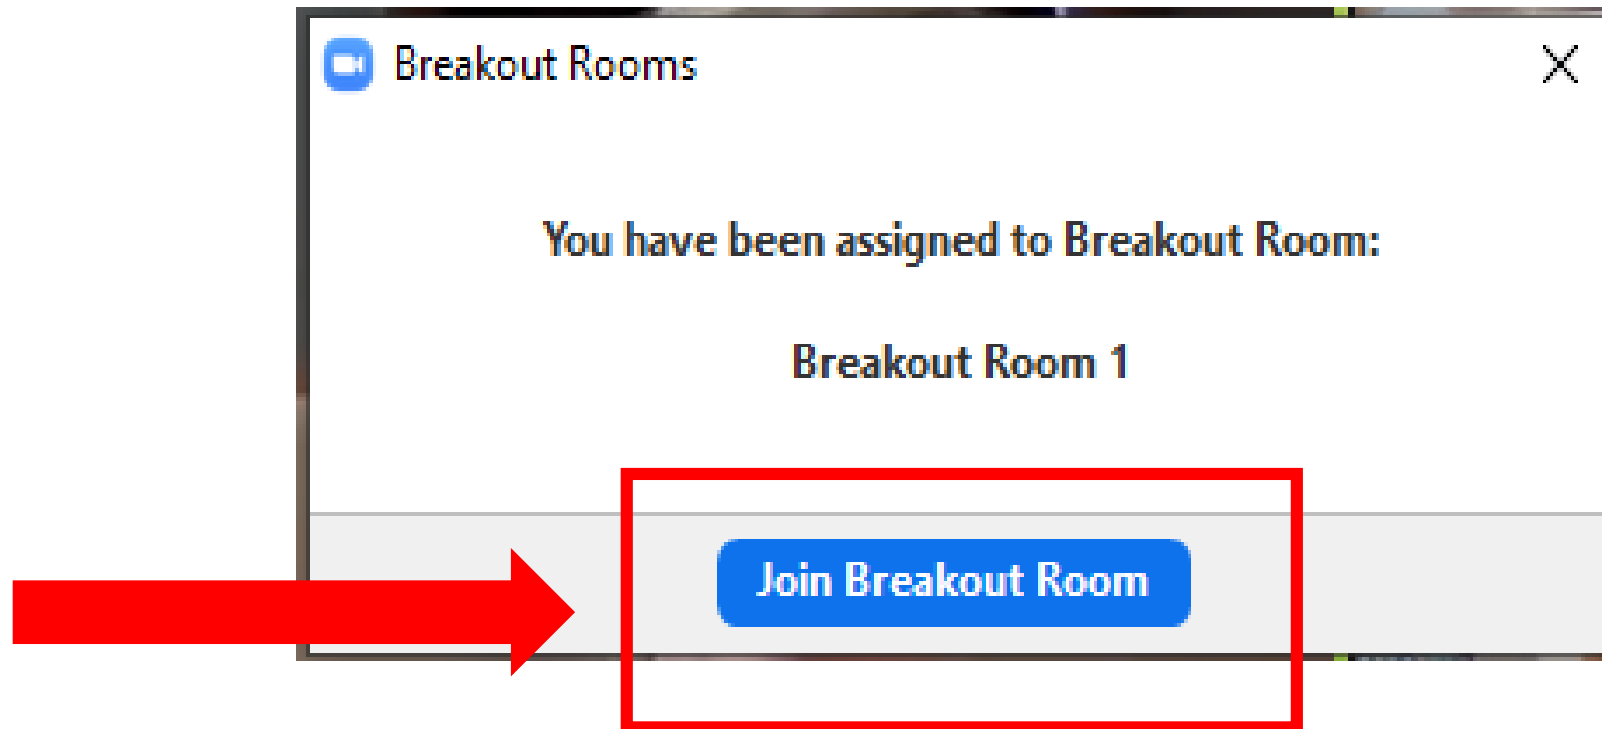 Breakout Rooms
You have been assigned to Breakout Room:
Breakout Room 1
Join Breakout Room